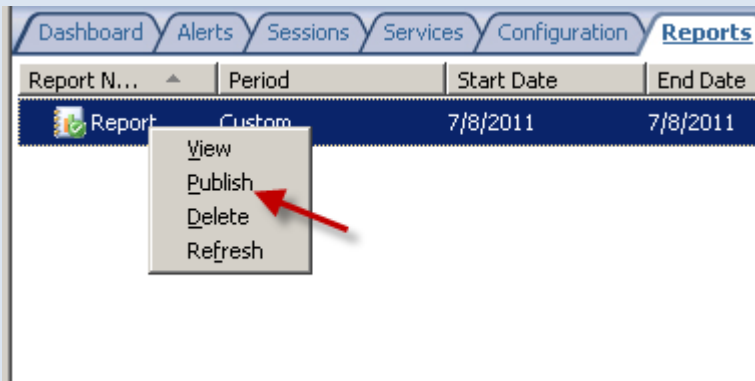 Dashboard Alerts Sessions Services Configuration Reports
Report N... Period Start Date End Date
Report Custom 7/8/2011 7/8/2011
View
Publish
Delete
Refresh